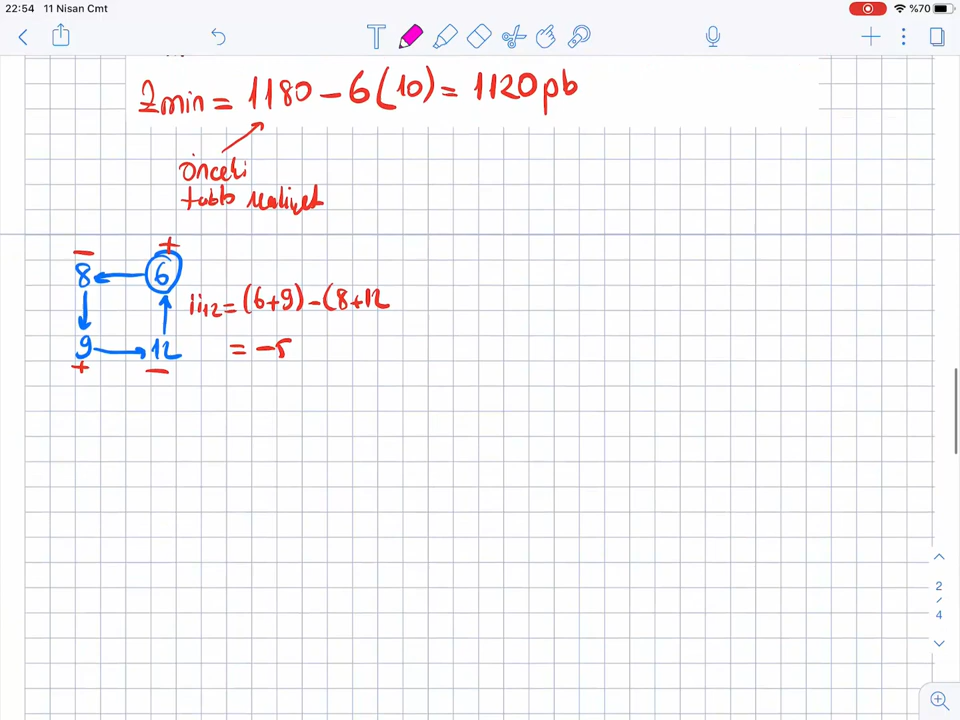 22:54 11 Nisan Cmt %70
T
Zmin = 1180 - 6(10) = 1120 pb
önceki
tablo maliyet
- +
8 6
ii12 = (6+9) - (8+12
9 12 = -5
+ -
2
/
4